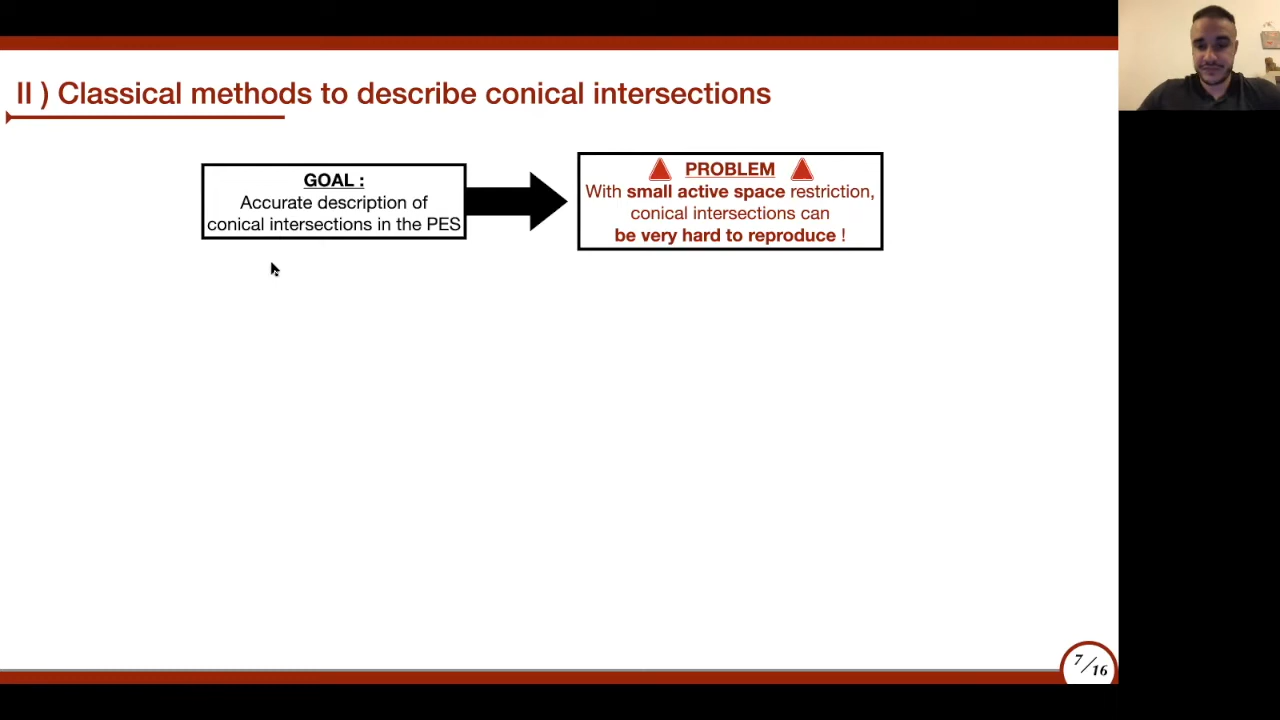 II ) Classical methods to describe conical intersections
GOAL :
Accurate description of
conical intersections in the PES
PROBLEM
With small active space restriction,
conical intersections can
be very hard to reproduce !
7/16